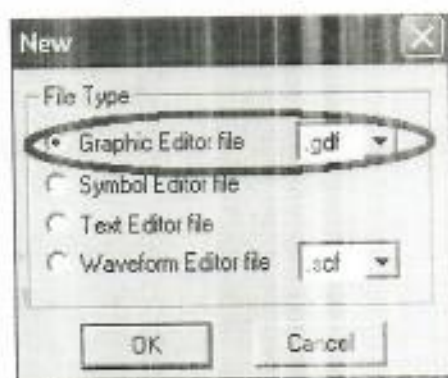 New
File Type
Graphic Editor file .gdf
Symbol Editor file
Text Editor file
Waveform Editor file .scf
OK Cancel